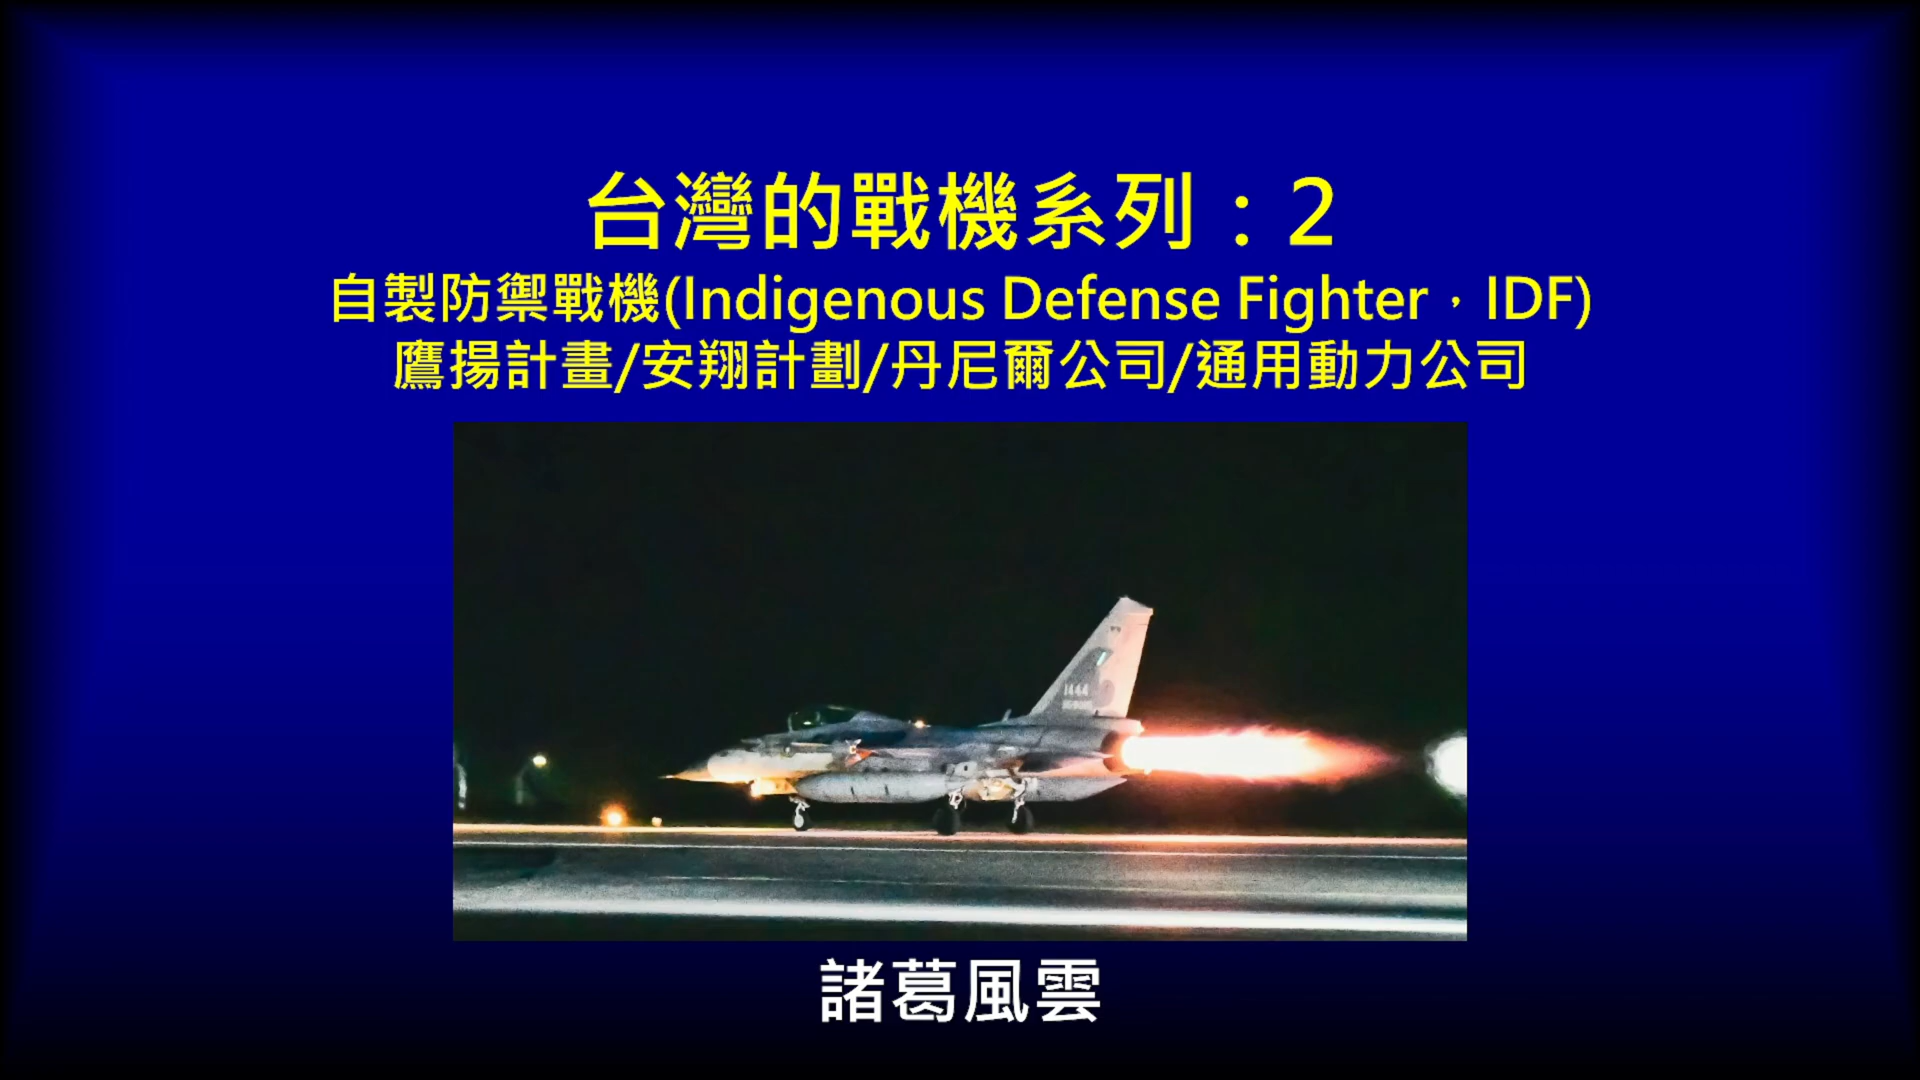 台灣的戰機系列：2
自製防禦戰機(Indigenous Defense Fighter，IDF)
鷹揚計畫/安翔計劃/丹尼爾公司/通用動力公司
1444
諸葛風雲